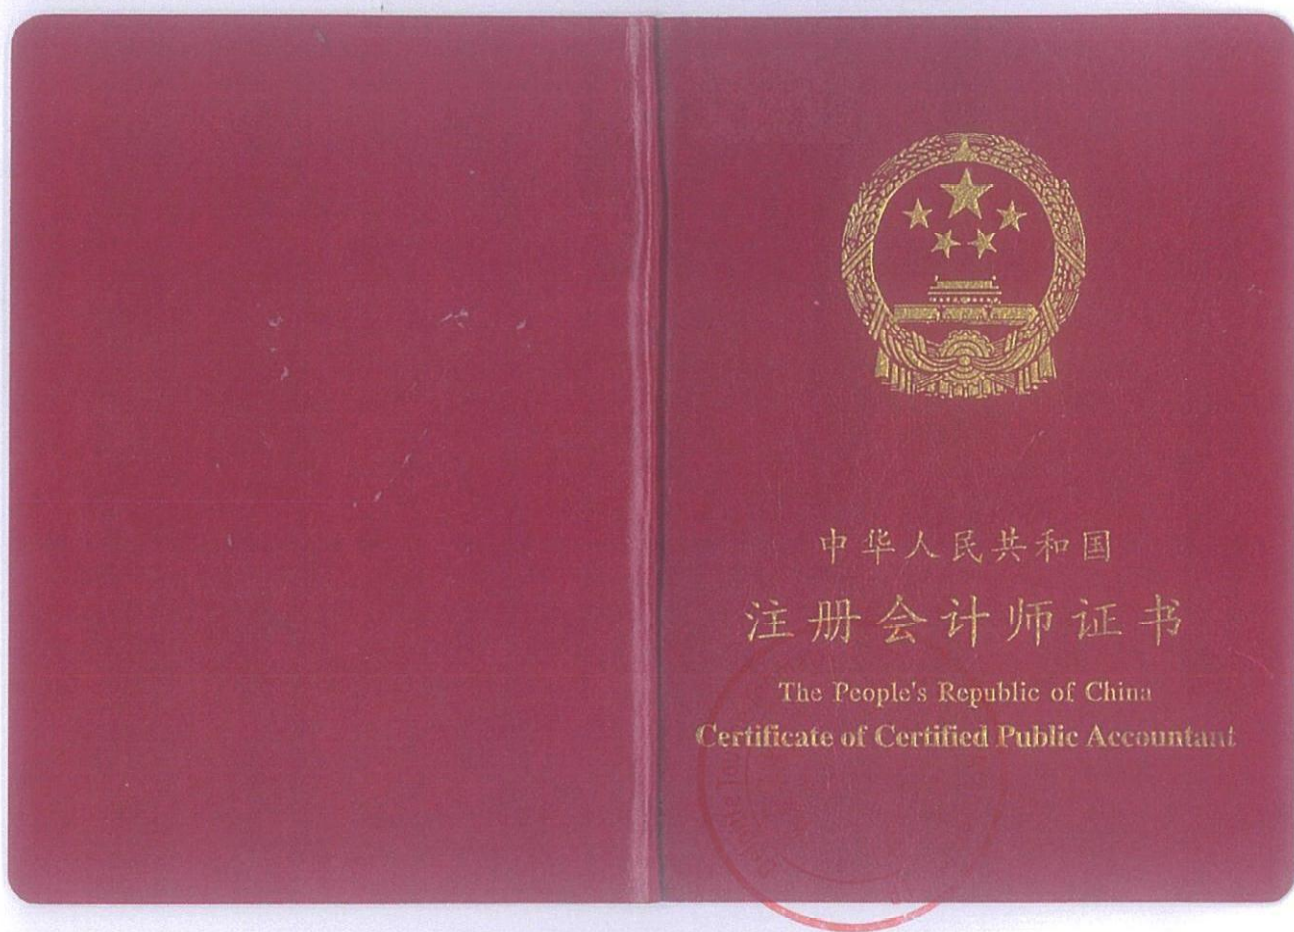 中华人民共和国
注册会计师证书
The People's Republic of China
Certificate of Certified Public Accountant